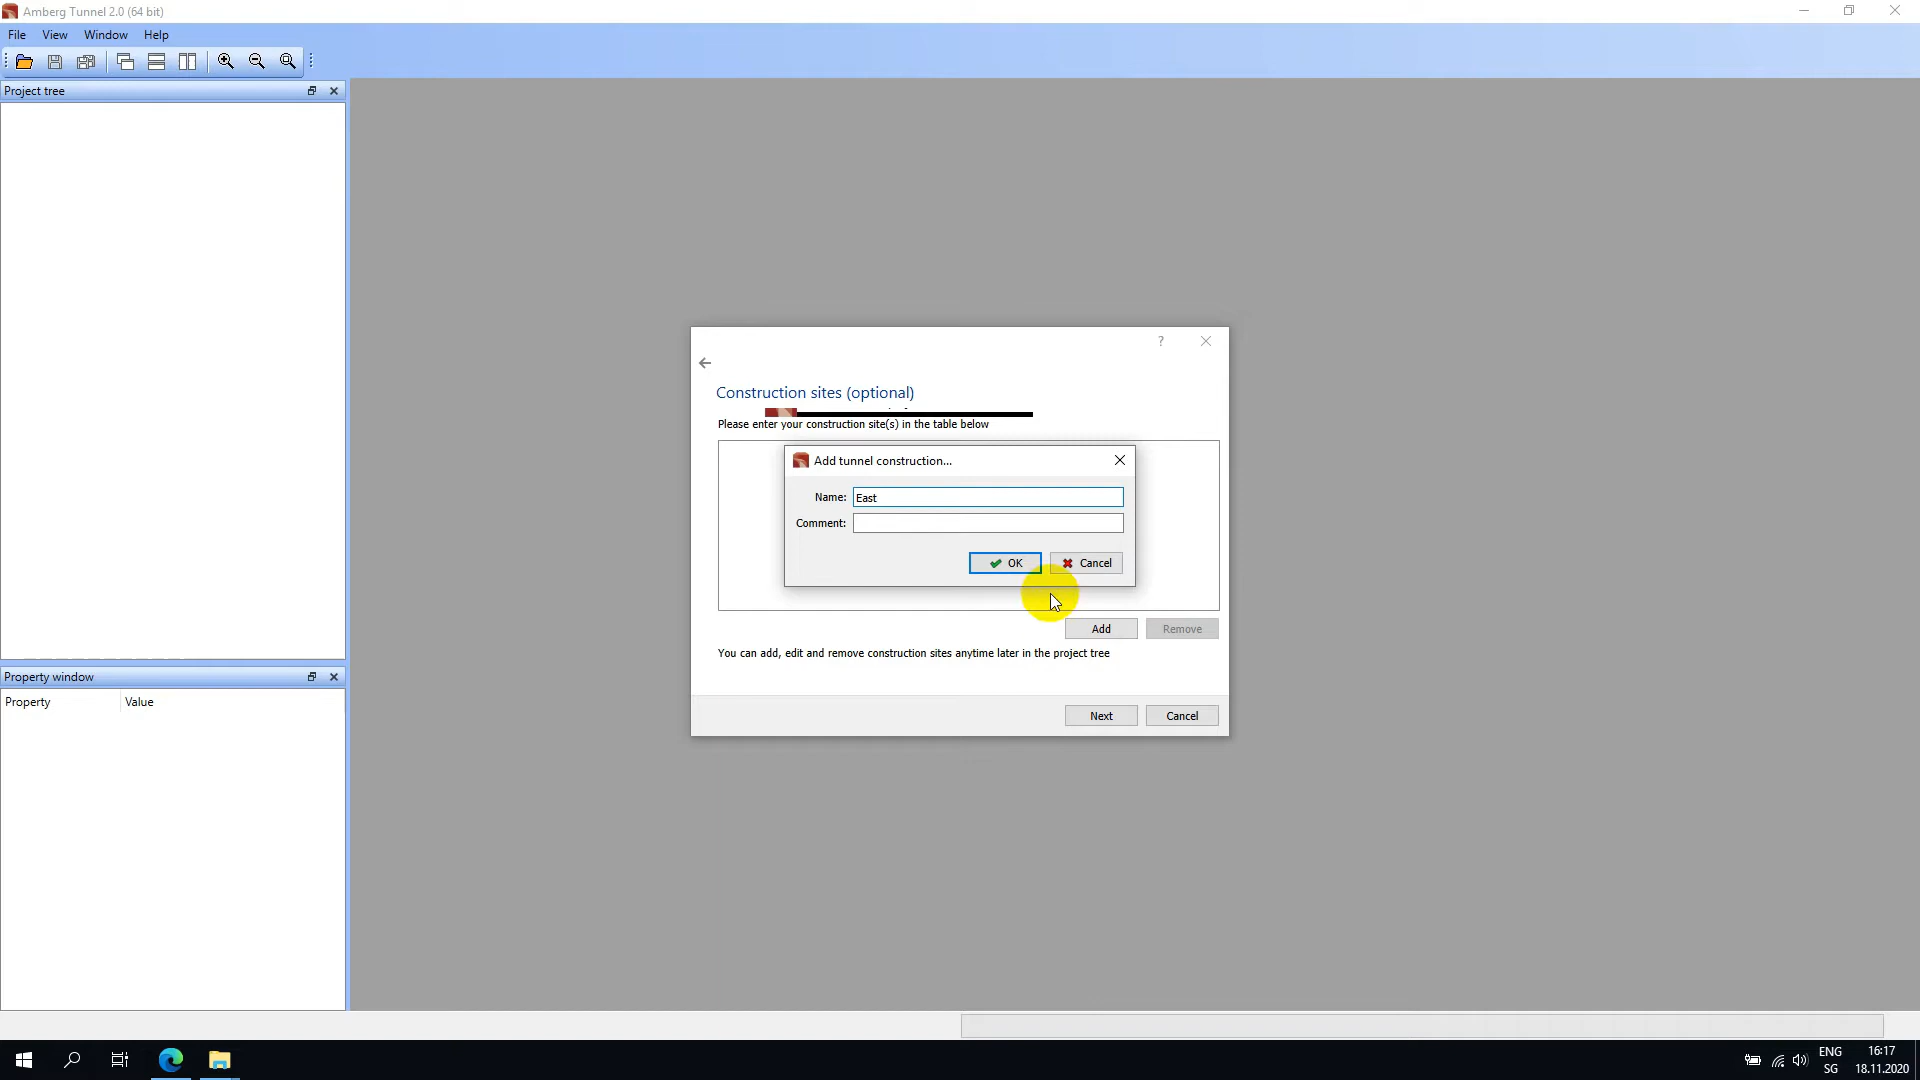 Amberg Tunnel 2.0 (64 bit)
File View Window Help
Project tree
Construction sites (optional)
Please enter your construction site(s) in the table below
Add tunnel construction...
Name: East
Comment:
OK Cancel
Add Remove
You can add, edit and remove construction sites anytime later in the project tree
Next Cancel
Property window
Property Value
ENG 16:17
SG 18.11.2020